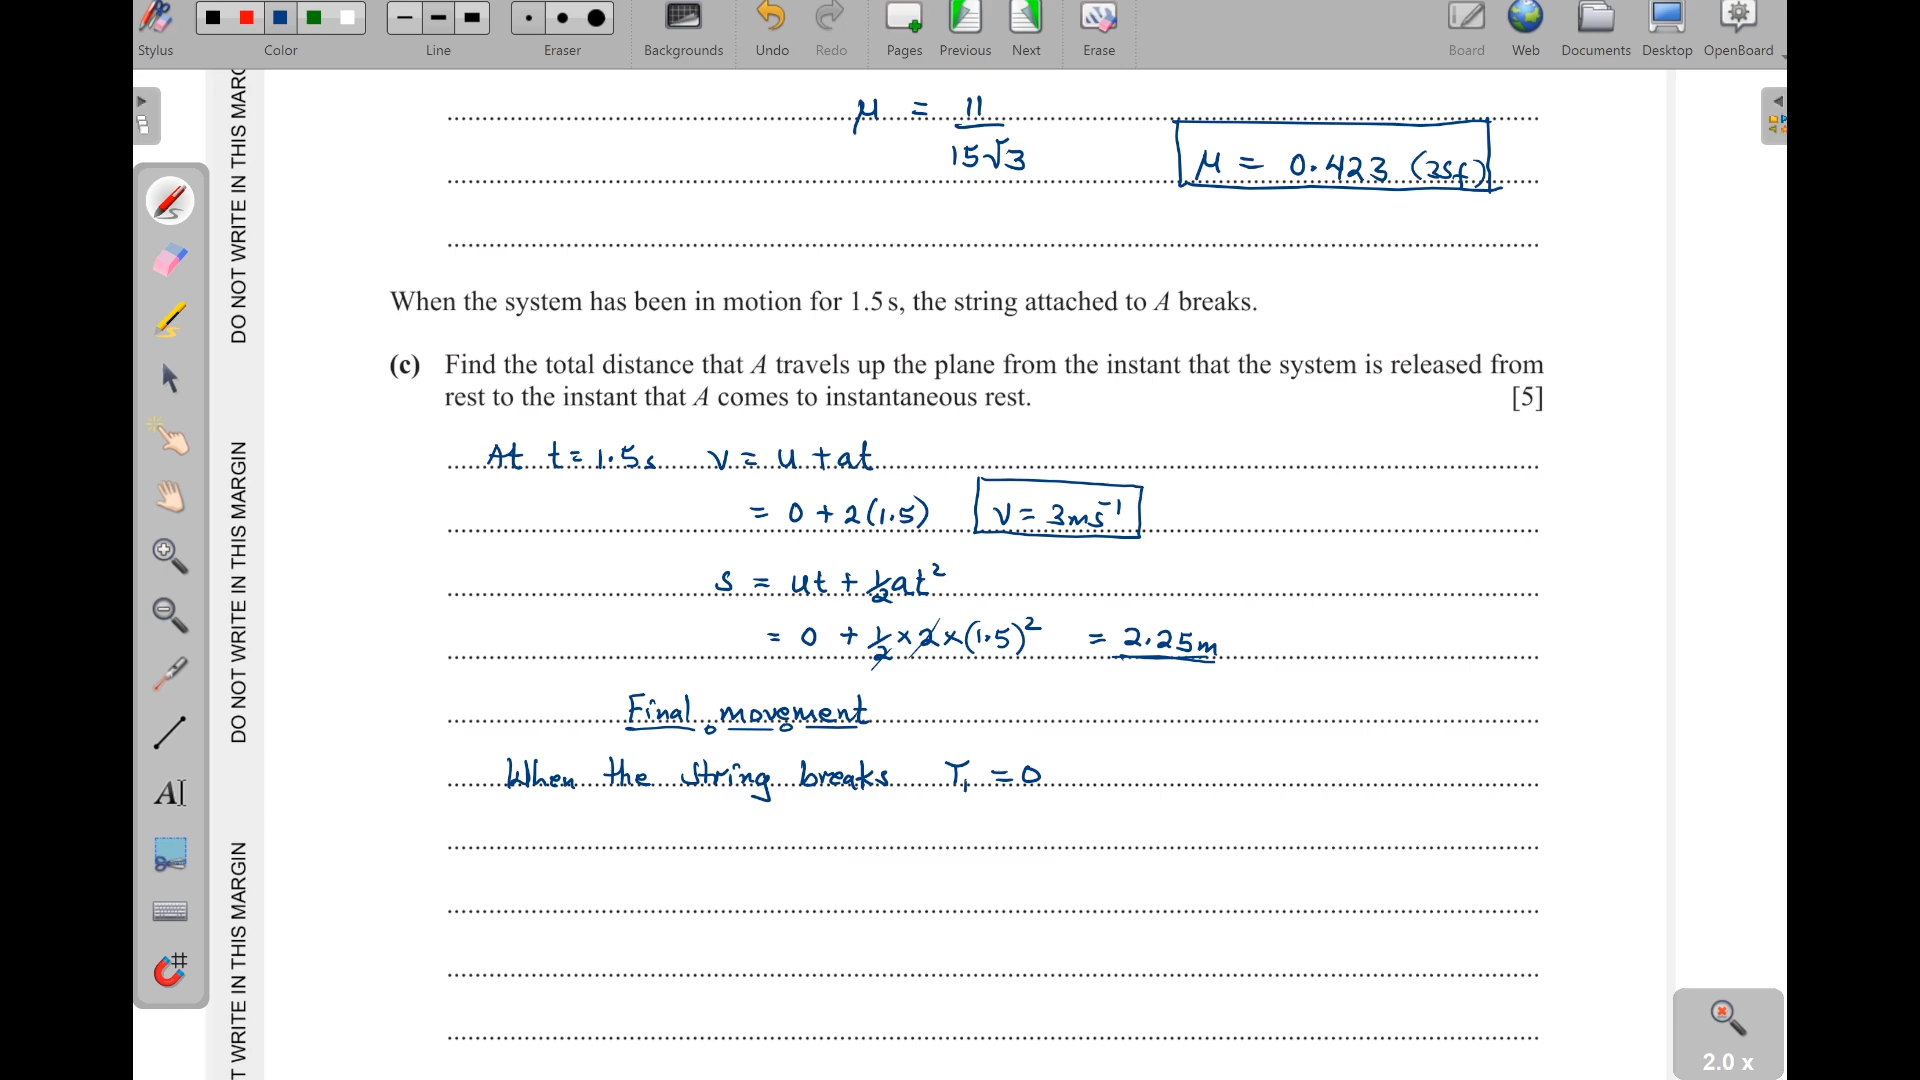 Stylus
Color
Line
Eraser
Backgrounds
Undo
Redo
Pages
Previous
Next
Erase
Board
Web
Documents
Desktop
OpenBoard
DO NOT WRITE IN THIS MARG
DO NOT WRITE IN THIS MARGIN
T WRITE IN THIS MARGIN
μ = 11/15√3
μ = 0.423 (3sf)
When the system has been in motion for 1.5 s, the string attached to A breaks.
(c) Find the total distance that A travels up the plane from the instant that the system is released from
rest to the instant that A comes to instantaneous rest. [5]
At t = 1.5s v = u + at
= 0 + 2(1.5) v = 3ms⁻¹
s = ut + ½at²
= 0 + ½ × 2 × (1.5)² = 2.25m
Final movement
When the string breaks T₁ = 0
AI
2.0 x